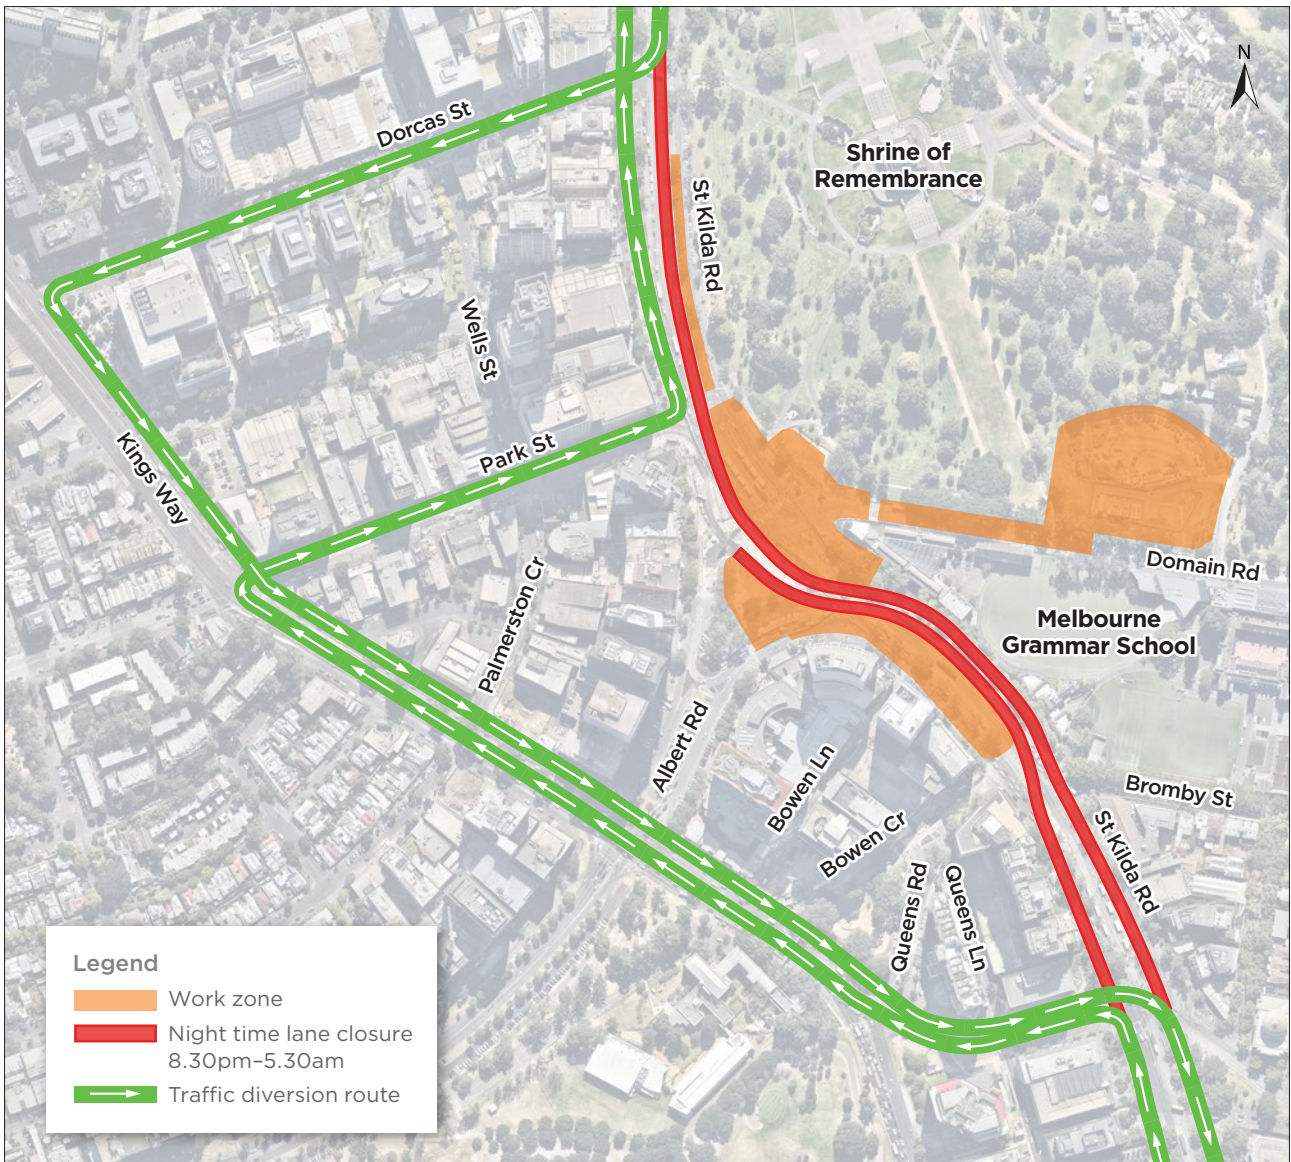 N
Dorcas St
Shrine of
Remembrance
St Kilda Rd
Wells St
Kings Way
Park St
Domain Rd
Palmerston Cr
Melbourne
Grammar School
Albert Rd
Bowen Ln
Bromby St
Bowen Cr
St Kilda Rd
Queens Rd
Queens Ln
Legend
Work zone
Night time lane closure
8.30pm–5.30am
Traffic diversion route